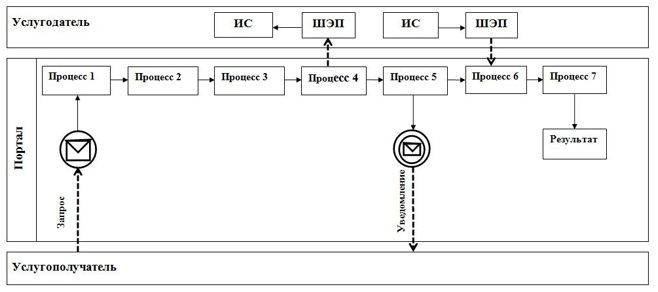 Услугодатель
ИС
ШЭП
ИС
ШЭП
Портал
Процесс 1
Процесс 2
Процесс 3
Процесс 4
Процесс 5
Процесс 6
Процесс 7
Результат
Запрос
Уведомление
Услугополучатель